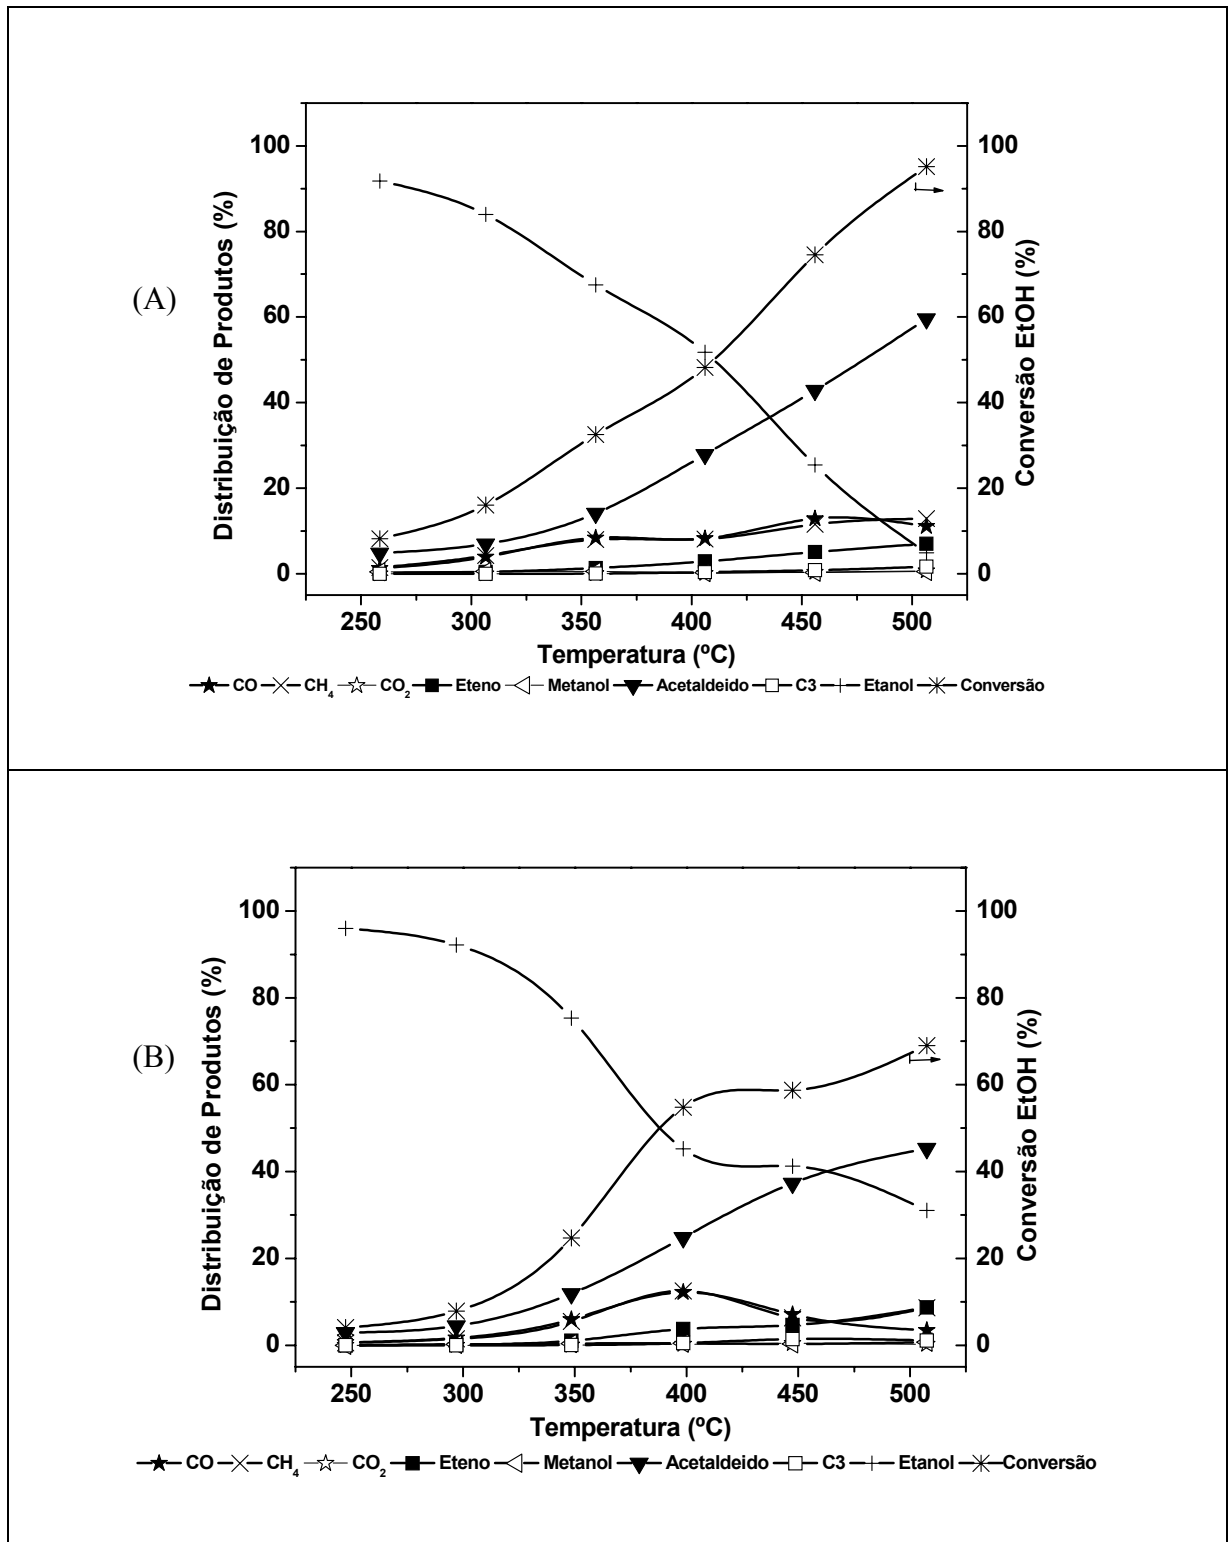 (A)
Distribuição de Produtos (%)
100
80
60
40
20
0
100
80
60
40
20
0
Conversão EtOH (%)
250 300 350 400 450 500
Temperatura (ºC)
CO CH₄ CO₂ Eteno Metanol Acetaldeido C3 Etanol Conversão
(B)
Distribuição de Produtos (%)
100
80
60
40
20
0
100
80
60
40
20
0
Conversão EtOH (%)
250 300 350 400 450 500
Temperatura (ºC)
CO CH₄ CO₂ Eteno Metanol Acetaldeido C3 Etanol Conversão